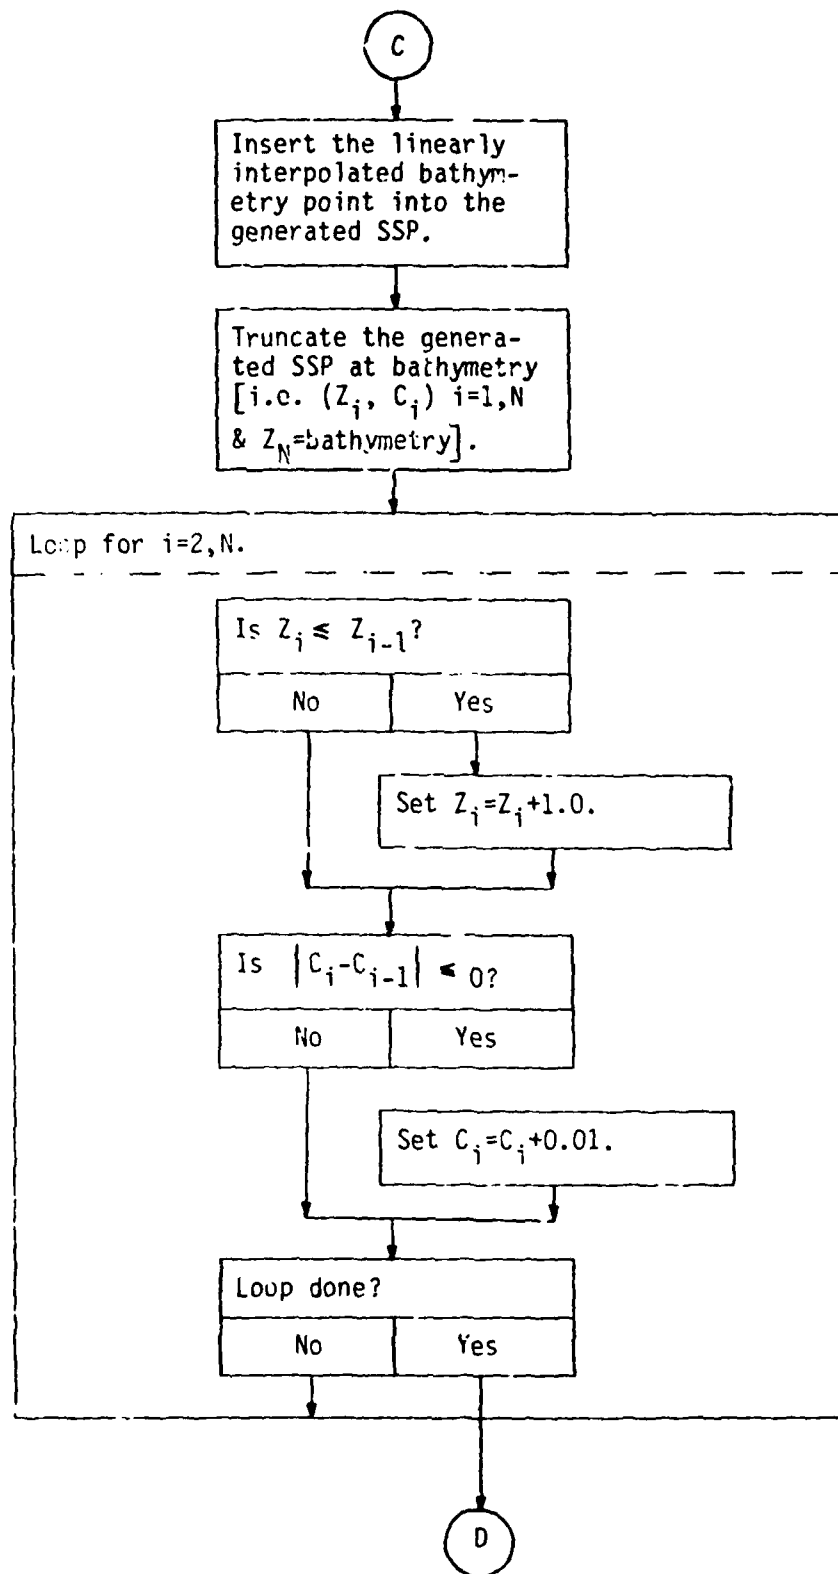 C
Insert the linearly
interpolated bathym-
etry point into the
generated SSP.
Truncate the genera-
ted SSP at bathymetry
[i.e. (Z_i, C_i) i=1,N
& Z_N=bathymetry].
Loop for i=2,N.
Is Z_i ≤ Z_{i-1}?
No Yes
Set Z_i=Z_i+1.0.
Is |C_i-C_{i-1}| ≤ 0?
No Yes
Set C_i=C_i+0.01.
Loop done?
No Yes
D